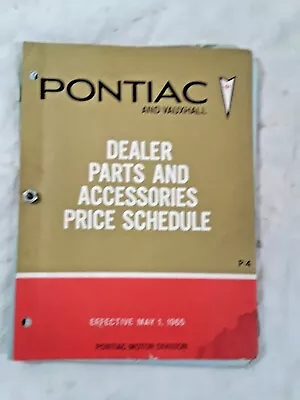 PONTIAC
AND VAUXHALL
DEALER
PARTS AND
ACCESSORIES
PRICE SCHEDULE
P-4
EFFECTIVE MAY 1, 1965
PONTIAC MOTOR DIVISION